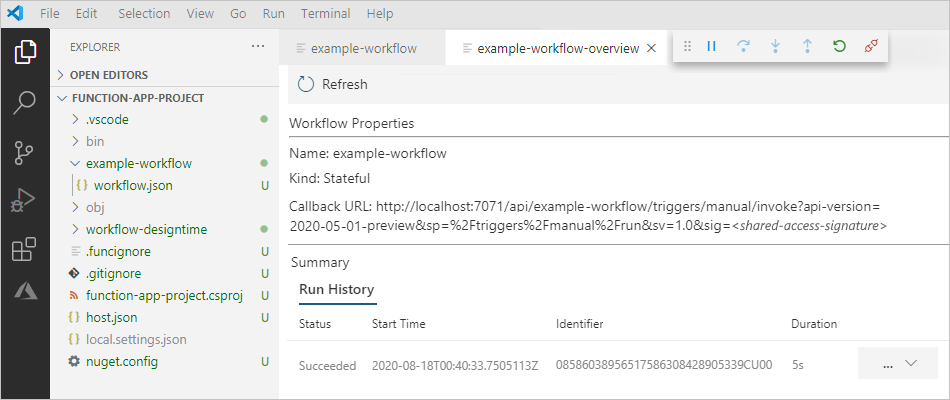 File Edit Selection View Go Run Terminal Help
EXPLORER ...
example-workflow
example-workflow-overview
OPEN EDITORS
FUNCTION-APP-PROJECT
.vscode
bin
example-workflow
{ } workflow.json U
obj
workflow-designtime
.funcignore U
.gitignore U
function-app-project.csproj U
{ } host.json U
{ } local.settings.json
nuget.config U
Refresh
Workflow Properties
Name: example-workflow
Kind: Stateful
Callback URL: http://localhost:7071/api/example-workflow/triggers/manual/invoke?api-version=
2020-05-01-preview&sp=%2Ftriggers%2Fmanual%2Frun&sv=1.0&sig=<shared-access-signature>
Summary
Run History
Status Start Time Identifier Duration
Succeeded 2020-08-18T00:40:33.7505113Z 08586038956517586308428905339CU00 5s ...